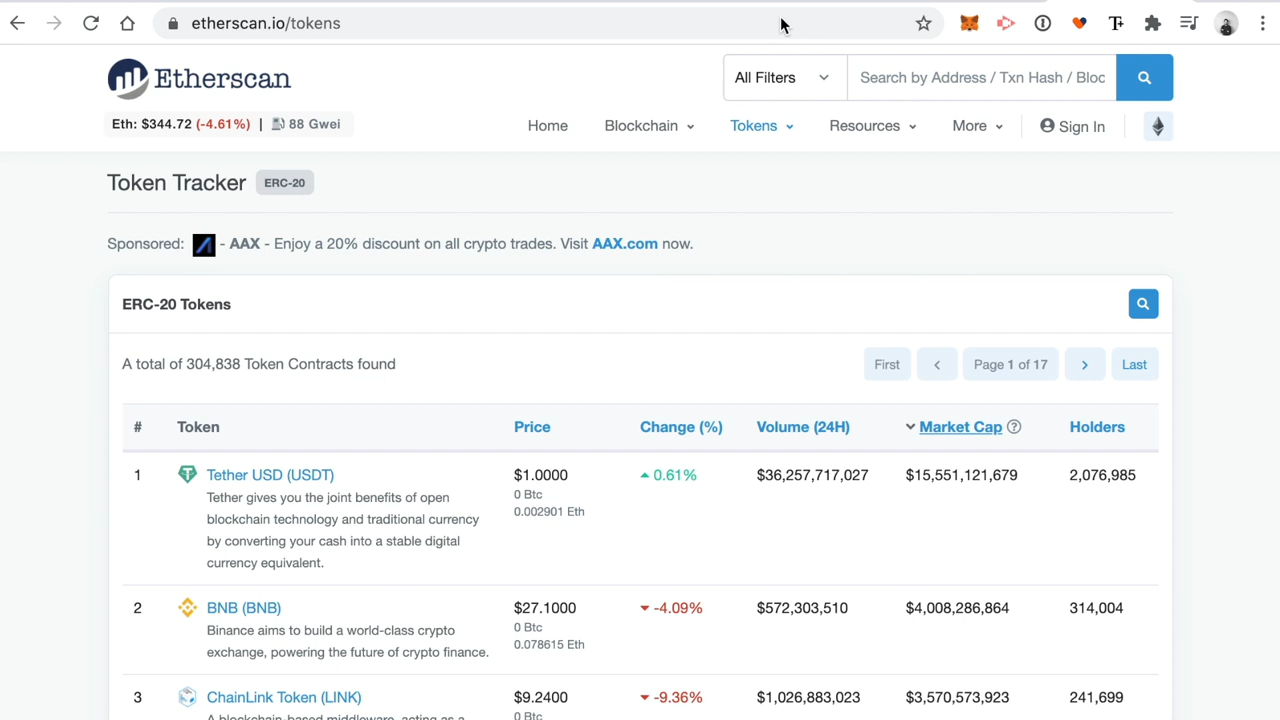 etherscan.io/tokens
Etherscan
All Filters
Search by Address / Txn Hash / Bloc
Eth: $344.72 (-4.61%) | 88 Gwei
Home Blockchain Tokens Resources More Sign In
Token Tracker ERC-20
Sponsored: - AAX - Enjoy a 20% discount on all crypto trades. Visit AAX.com now.
ERC-20 Tokens
A total of 304,838 Token Contracts found
First Page 1 of 17 Last
# Token Price Change (%) Volume (24H) Market Cap Holders
1 Tether USD (USDT) $1.0000 0.61% $36,257,717,027 $15,551,121,679 2,076,985
0 Btc
0.002901 Eth
Tether gives you the joint benefits of open
blockchain technology and traditional currency
by converting your cash into a stable digital
currency equivalent.
2 BNB (BNB) $27.1000 -4.09% $572,303,510 $4,008,286,864 314,004
0 Btc
0.078615 Eth
Binance aims to build a world-class crypto
exchange, powering the future of crypto finance.
3 ChainLink Token (LINK) $9.2400 -9.36% $1,026,883,023 $3,570,573,923 241,699
0 Btc
A blockchain-based middleware, acting as a